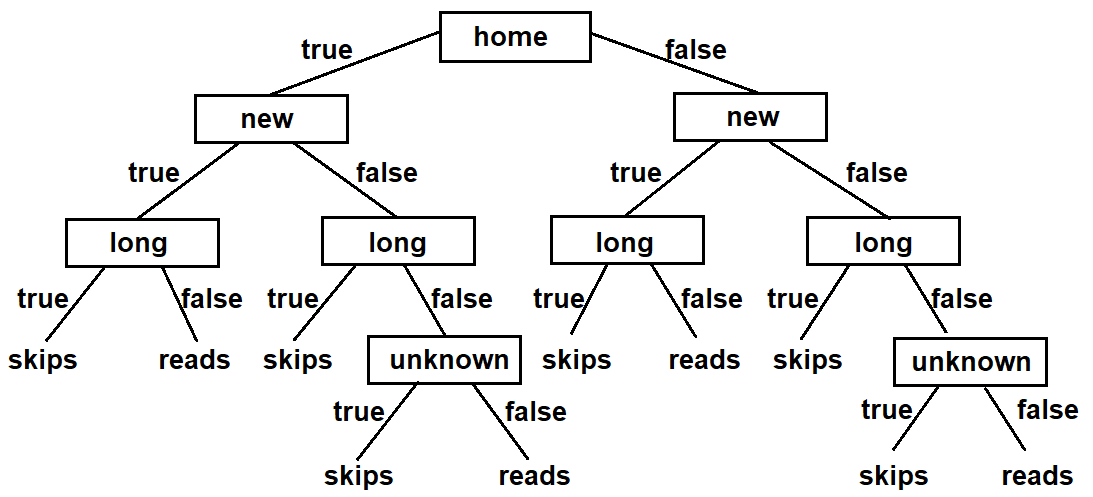 home
true false
new new
true false true false
long long long long
true false true false true false true false
skips reads skips unknown skips reads skips unknown
true false true false
skips reads skips reads